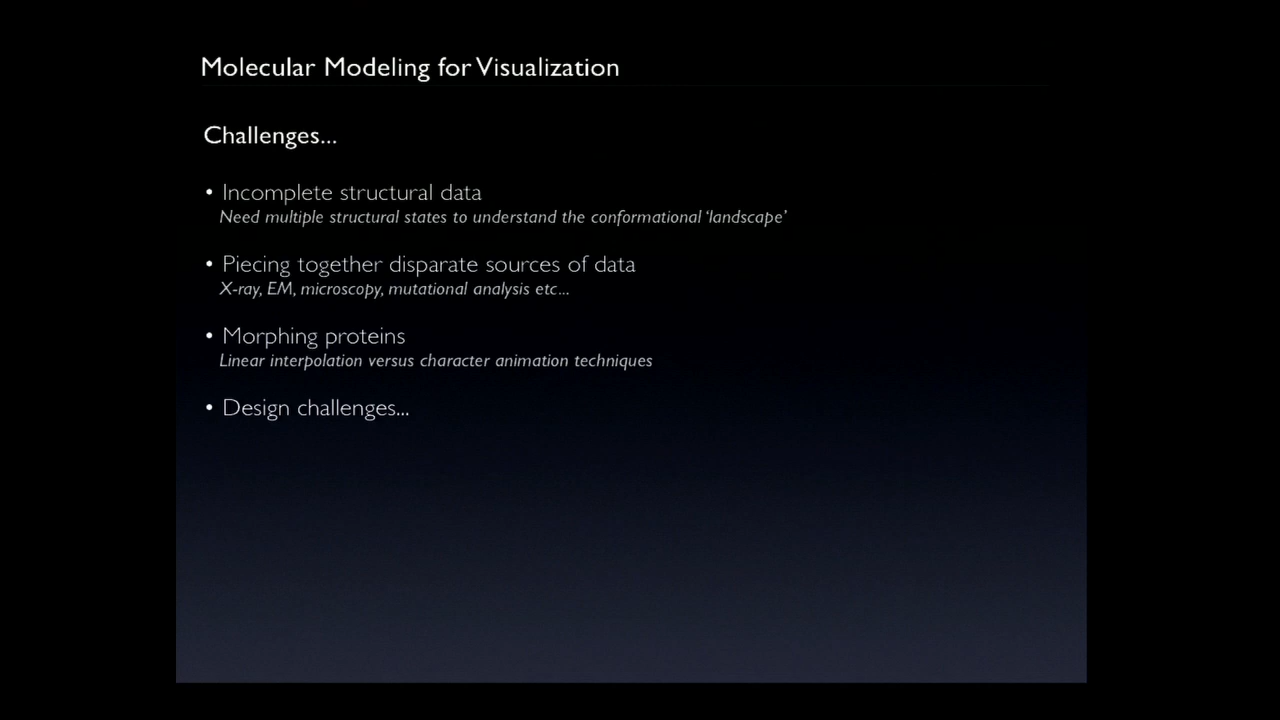 Molecular Modeling for Visualization
Challenges...
• Incomplete structural data
Need multiple structural states to understand the conformational ‘landscape’
• Piecing together disparate sources of data
X-ray, EM, microscopy, mutational analysis etc...
• Morphing proteins
Linear interpolation versus character animation techniques
• Design challenges...